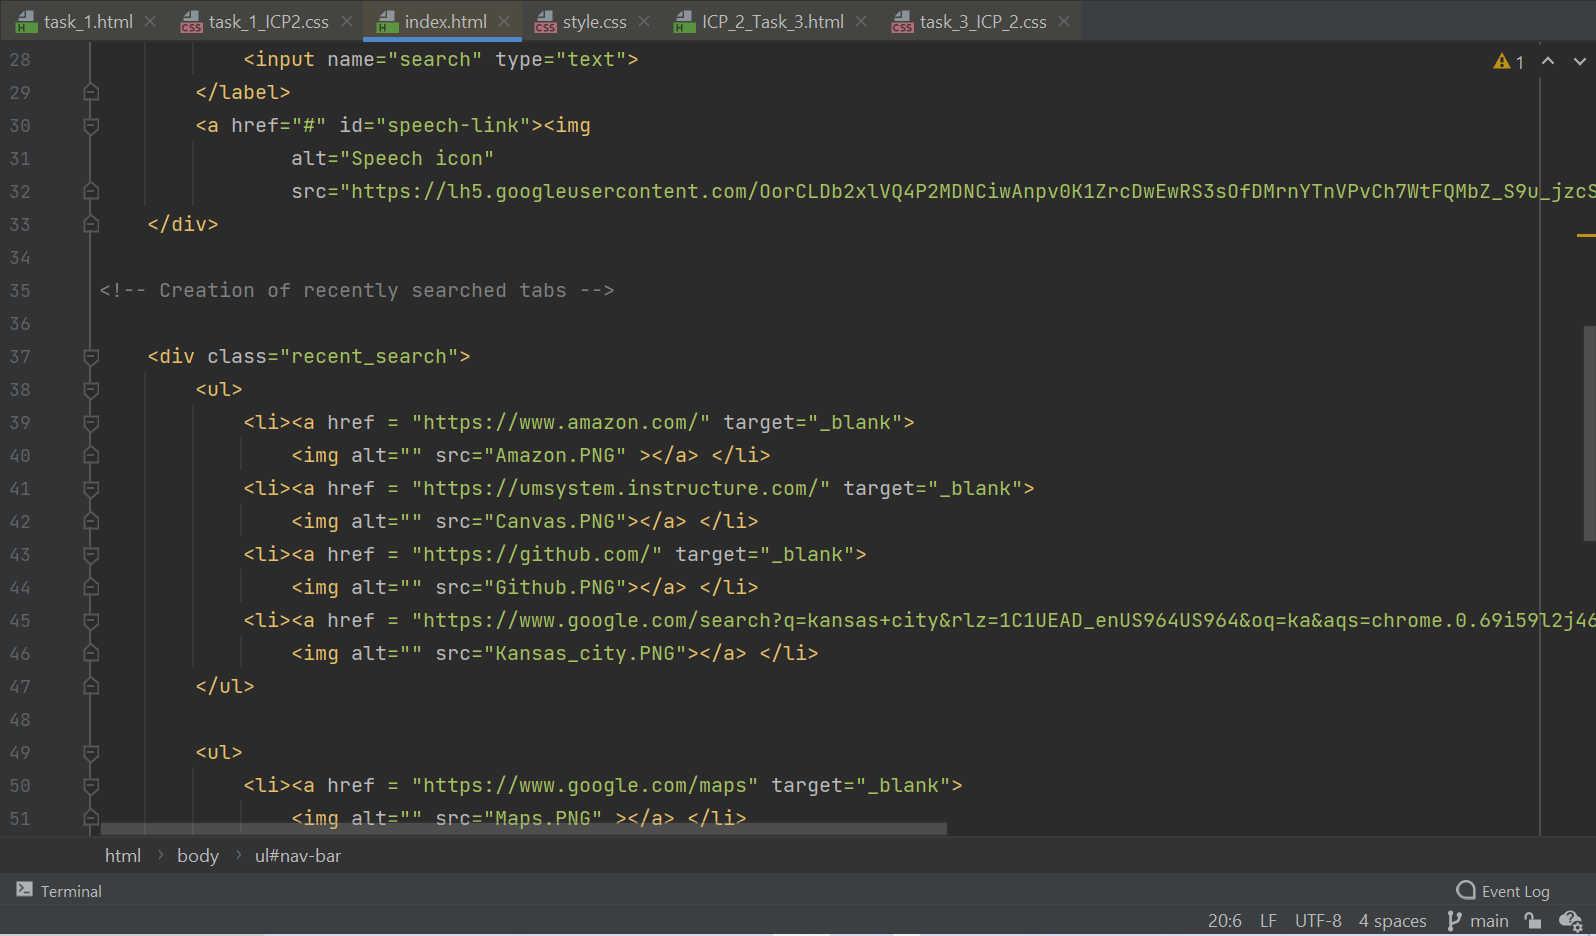 task_1.html task_1_ICP2.css index.html style.css ICP_2_Task_3.html task_3_ICP_2.css
28 <input name="search" type="text"> 1
29 </label>
30 <a href="#" id="speech-link"><img
31 alt="Speech icon"
32 src="https://lh5.googleusercontent.com/OorCLDb2xlVQ4P2MDNCiwAnpv0K1ZrcDwEwRS3sOfDMrnYTnVPvCh7WtFQMbZ_S9u_jzcS
33 </div>
34
35 <!-- Creation of recently searched tabs -->
36
37 <div class="recent_search">
38 <ul>
39 <li><a href = "https://www.amazon.com/" target="_blank">
40 <img alt="" src="Amazon.PNG" ></a> </li>
41 <li><a href = "https://umsystem.instructure.com/" target="_blank">
42 <img alt="" src="Canvas.PNG"></a> </li>
43 <li><a href = "https://github.com/" target="_blank">
44 <img alt="" src="Github.PNG"></a> </li>
45 <li><a href = "https://www.google.com/search?q=kansas+city&rlz=1C1UEAD_enUS964US964&oq=ka&aqs=chrome.0.69i59l2j46
46 <img alt="" src="Kansas_city.PNG"></a> </li>
47 </ul>
48
49 <ul>
50 <li><a href = "https://www.google.com/maps" target="_blank">
51 <img alt="" src="Maps.PNG" ></a> </li>
html body ul#nav-bar
Terminal Event Log
20:6 LF UTF-8 4 spaces main